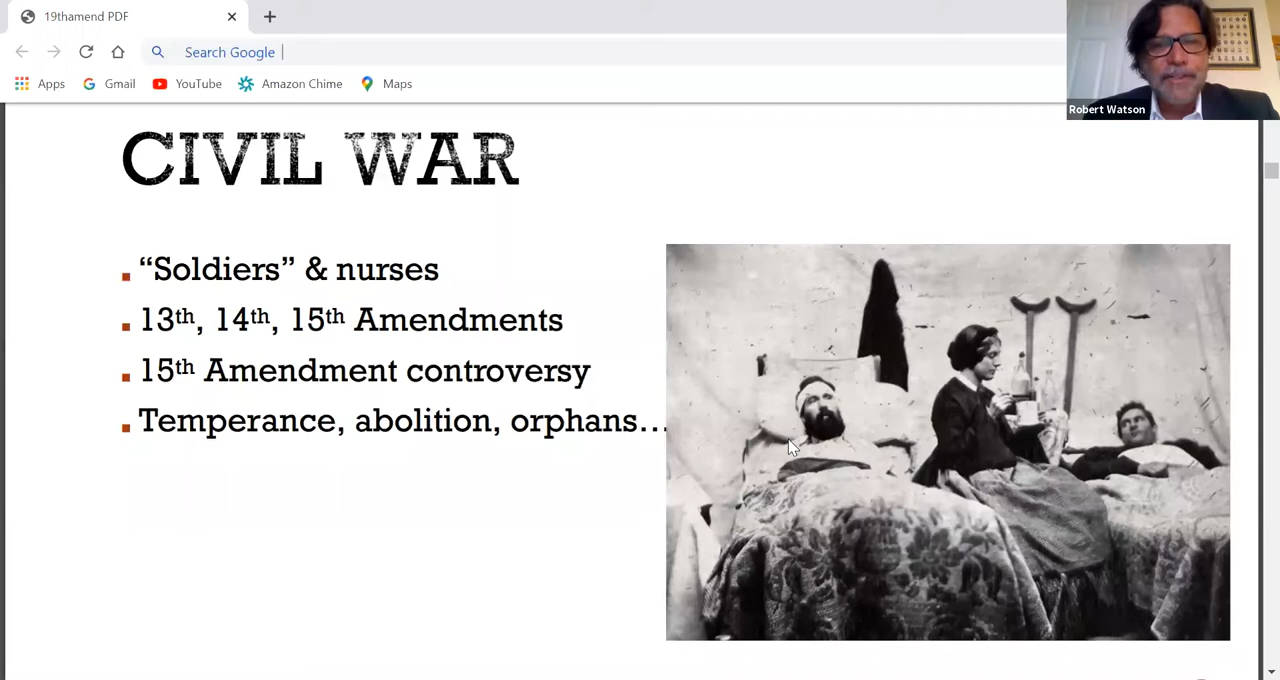 19thamend PDF
Search Google
Apps Gmail YouTube Amazon Chime Maps
Robert Watson
CIVIL WAR
“Soldiers” & nurses
13th, 14th, 15th Amendments
15th Amendment controversy
Temperance, abolition, orphans…